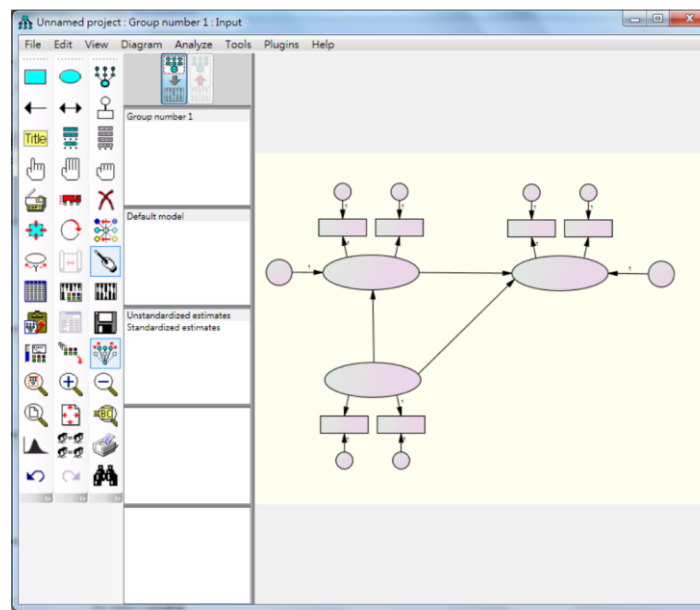 Unnamed project : Group number 1 : Input
File Edit View Diagram Analyze Tools Plugins Help
Title
Group number 1
Default model
Unstandardized estimates
Standardized estimates